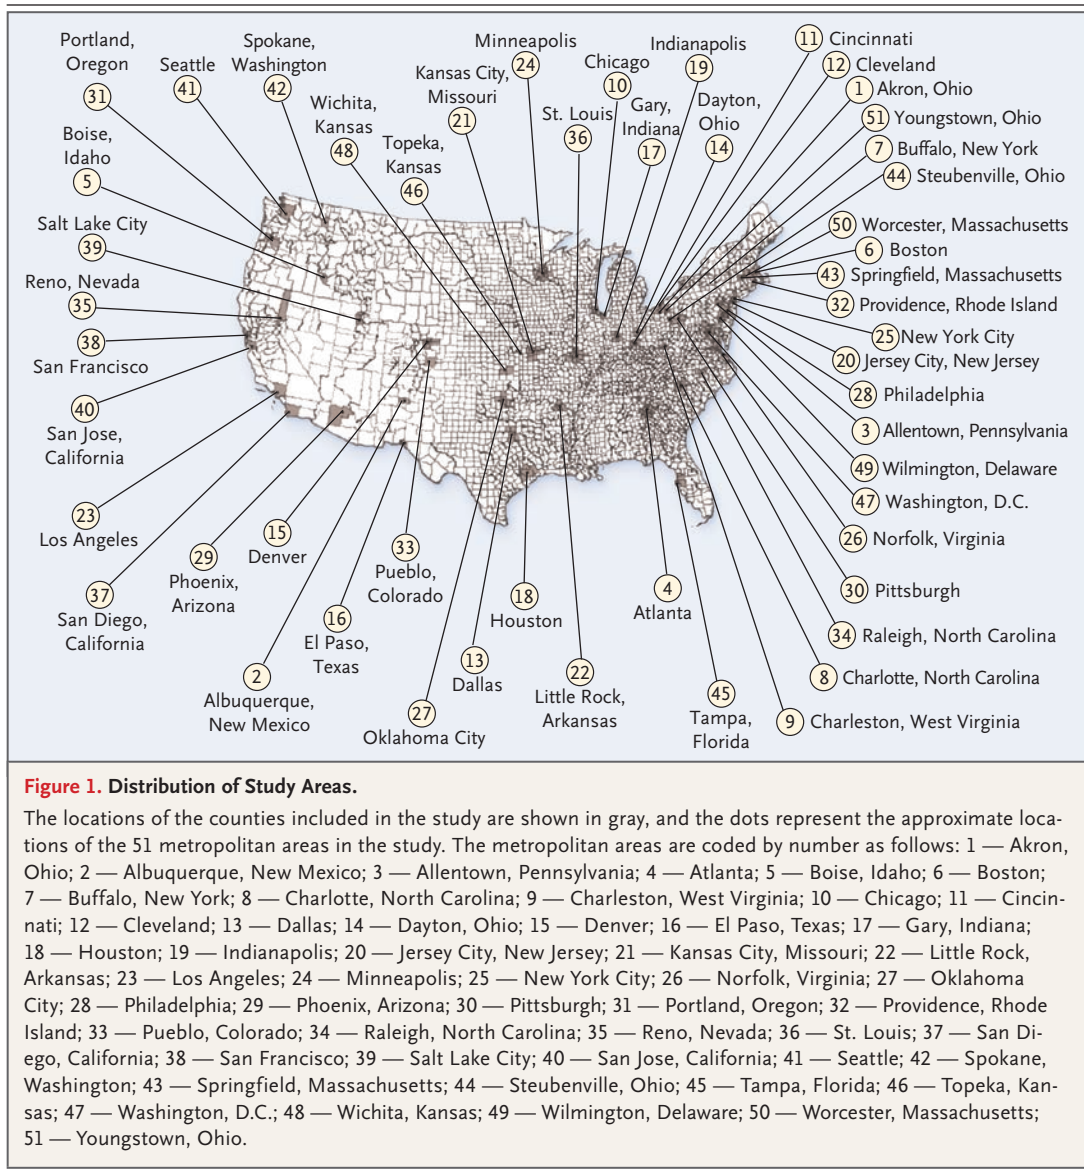 Portland,
Oregon
31
Seattle
41
Spokane,
Washington
42
Minneapolis
24
Chicago
10
Indianapolis
19
11 Cincinnati
12 Cleveland
1 Akron, Ohio
51 Youngstown, Ohio
7 Buffalo, New York
44 Steubenville, Ohio
Boise,
Idaho
5
Wichita,
Kansas
48
Topeka,
Kansas
46
Kansas City,
Missouri
21
St. Louis
36
Gary,
Indiana
17
Dayton,
Ohio
14
Salt Lake City
39
Reno, Nevada
35
38
San Francisco
40
San Jose,
California
23
Los Angeles
37
San Diego,
California
29
Phoenix,
Arizona
15
Denver
2
Albuquerque,
New Mexico
16
El Paso,
Texas
33
Pueblo,
Colorado
27
Oklahoma City
13
Dallas
18
Houston
22
Little Rock,
Arkansas
4
Atlanta
45
Tampa,
Florida
50 Worcester, Massachusetts
6 Boston
43 Springfield, Massachusetts
32 Providence, Rhode Island
25 New York City
20 Jersey City, New Jersey
28 Philadelphia
3 Allentown, Pennsylvania
49 Wilmington, Delaware
47 Washington, D.C.
26 Norfolk, Virginia
30 Pittsburgh
34 Raleigh, North Carolina
8 Charlotte, North Carolina
9 Charleston, West Virginia
Figure 1. Distribution of Study Areas.
The locations of the counties included in the study are shown in gray, and the dots represent the approximate loca-
tions of the 51 metropolitan areas in the study. The metropolitan areas are coded by number as follows: 1 — Akron,
Ohio; 2 — Albuquerque, New Mexico; 3 — Allentown, Pennsylvania; 4 — Atlanta; 5 — Boise, Idaho; 6 — Boston;
7 — Buffalo, New York; 8 — Charlotte, North Carolina; 9 — Charleston, West Virginia; 10 — Chicago; 11 — Cincin-
nati; 12 — Cleveland; 13 — Dallas; 14 — Dayton, Ohio; 15 — Denver; 16 — El Paso, Texas; 17 — Gary, Indiana;
18 — Houston; 19 — Indianapolis; 20 — Jersey City, New Jersey; 21 — Kansas City, Missouri; 22 — Little Rock,
Arkansas; 23 — Los Angeles; 24 — Minneapolis; 25 — New York City; 26 — Norfolk, Virginia; 27 — Oklahoma
City; 28 — Philadelphia; 29 — Phoenix, Arizona; 30 — Pittsburgh; 31 — Portland, Oregon; 32 — Providence, Rhode
Island; 33 — Pueblo, Colorado; 34 — Raleigh, North Carolina; 35 — Reno, Nevada; 36 — St. Louis; 37 — San Di-
ego, California; 38 — San Francisco; 39 — Salt Lake City; 40 — San Jose, California; 41 — Seattle; 42 — Spokane,
Washington; 43 — Springfield, Massachusetts; 44 — Steubenville, Ohio; 45 — Tampa, Florida; 46 — Topeka, Kan-
sas; 47 — Washington, D.C.; 48 — Wichita, Kansas; 49 — Wilmington, Delaware; 50 — Worcester, Massachusetts;
51 — Youngstown, Ohio.